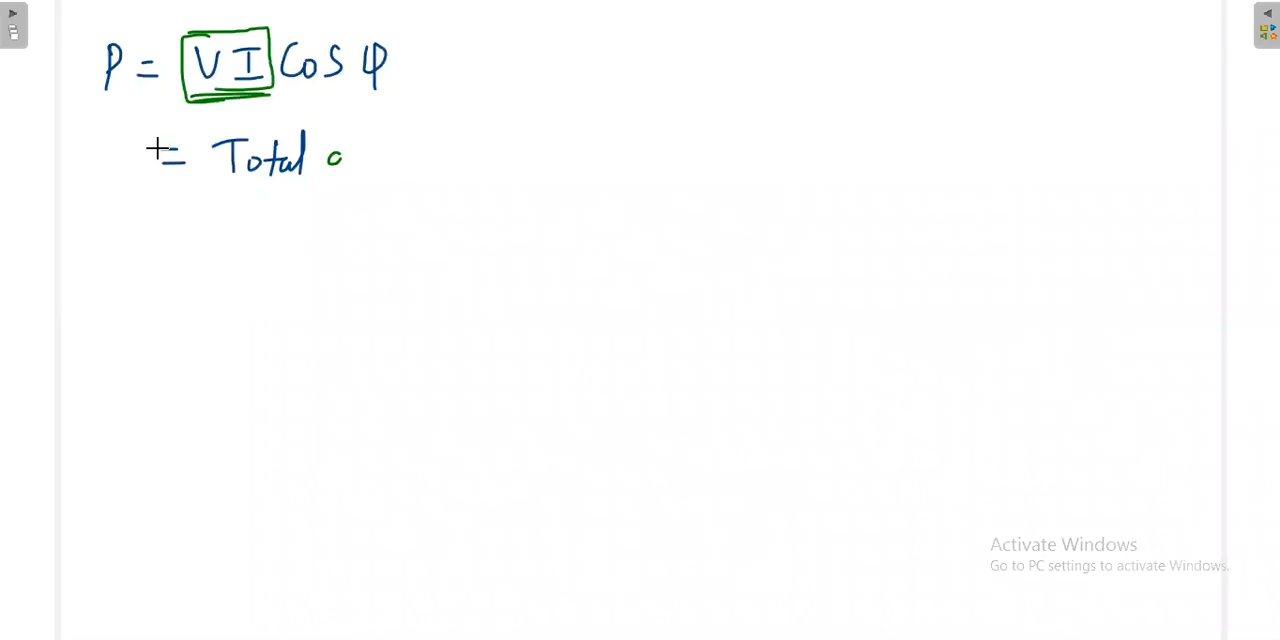 P = VI Cos φ
= Total
Activate Windows
Go to PC settings to activate Windows.